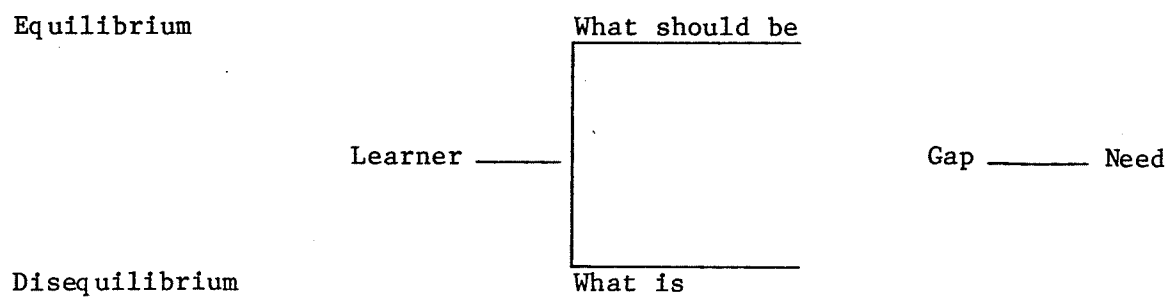 Equilibrium What should be
Learner Gap Need
Disequilibrium What is